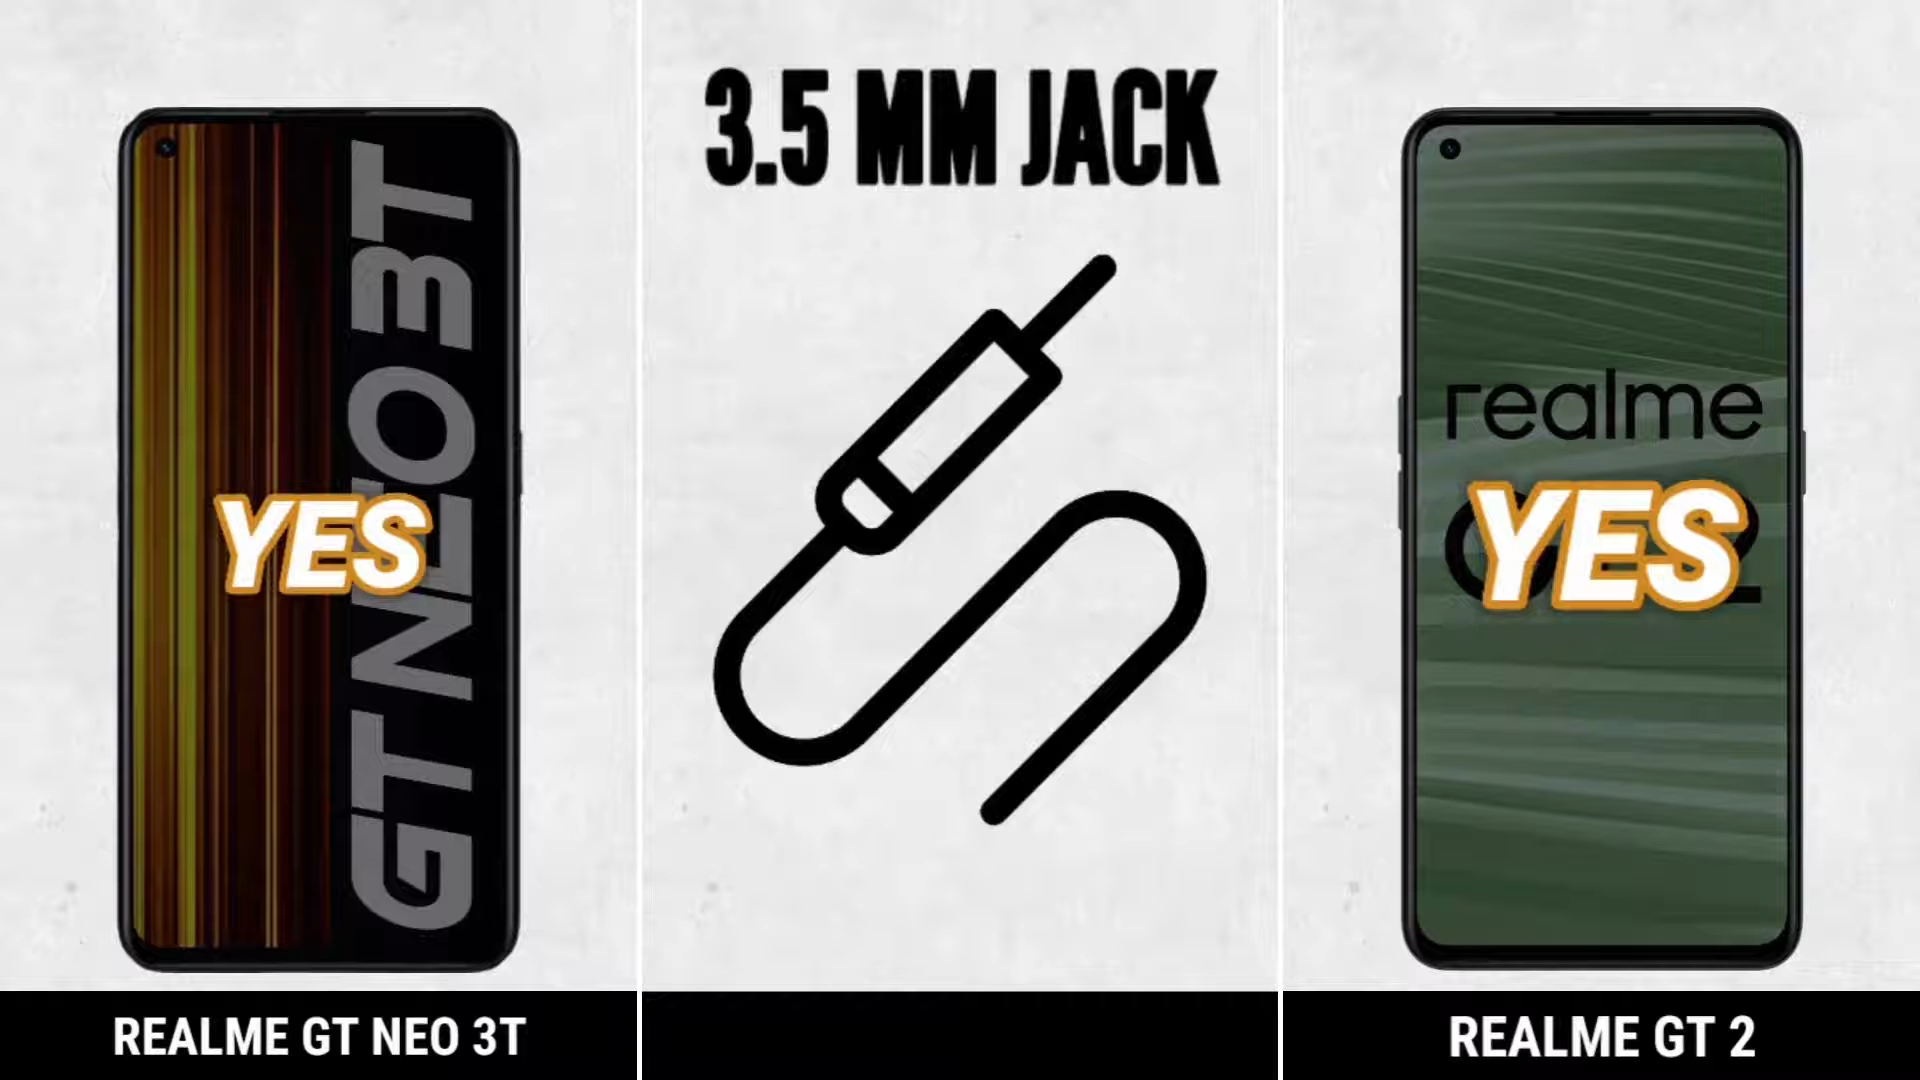 3.5 MM JACK
GT NEO 3T
YES
realme
YES
REALME GT NEO 3T
REALME GT 2